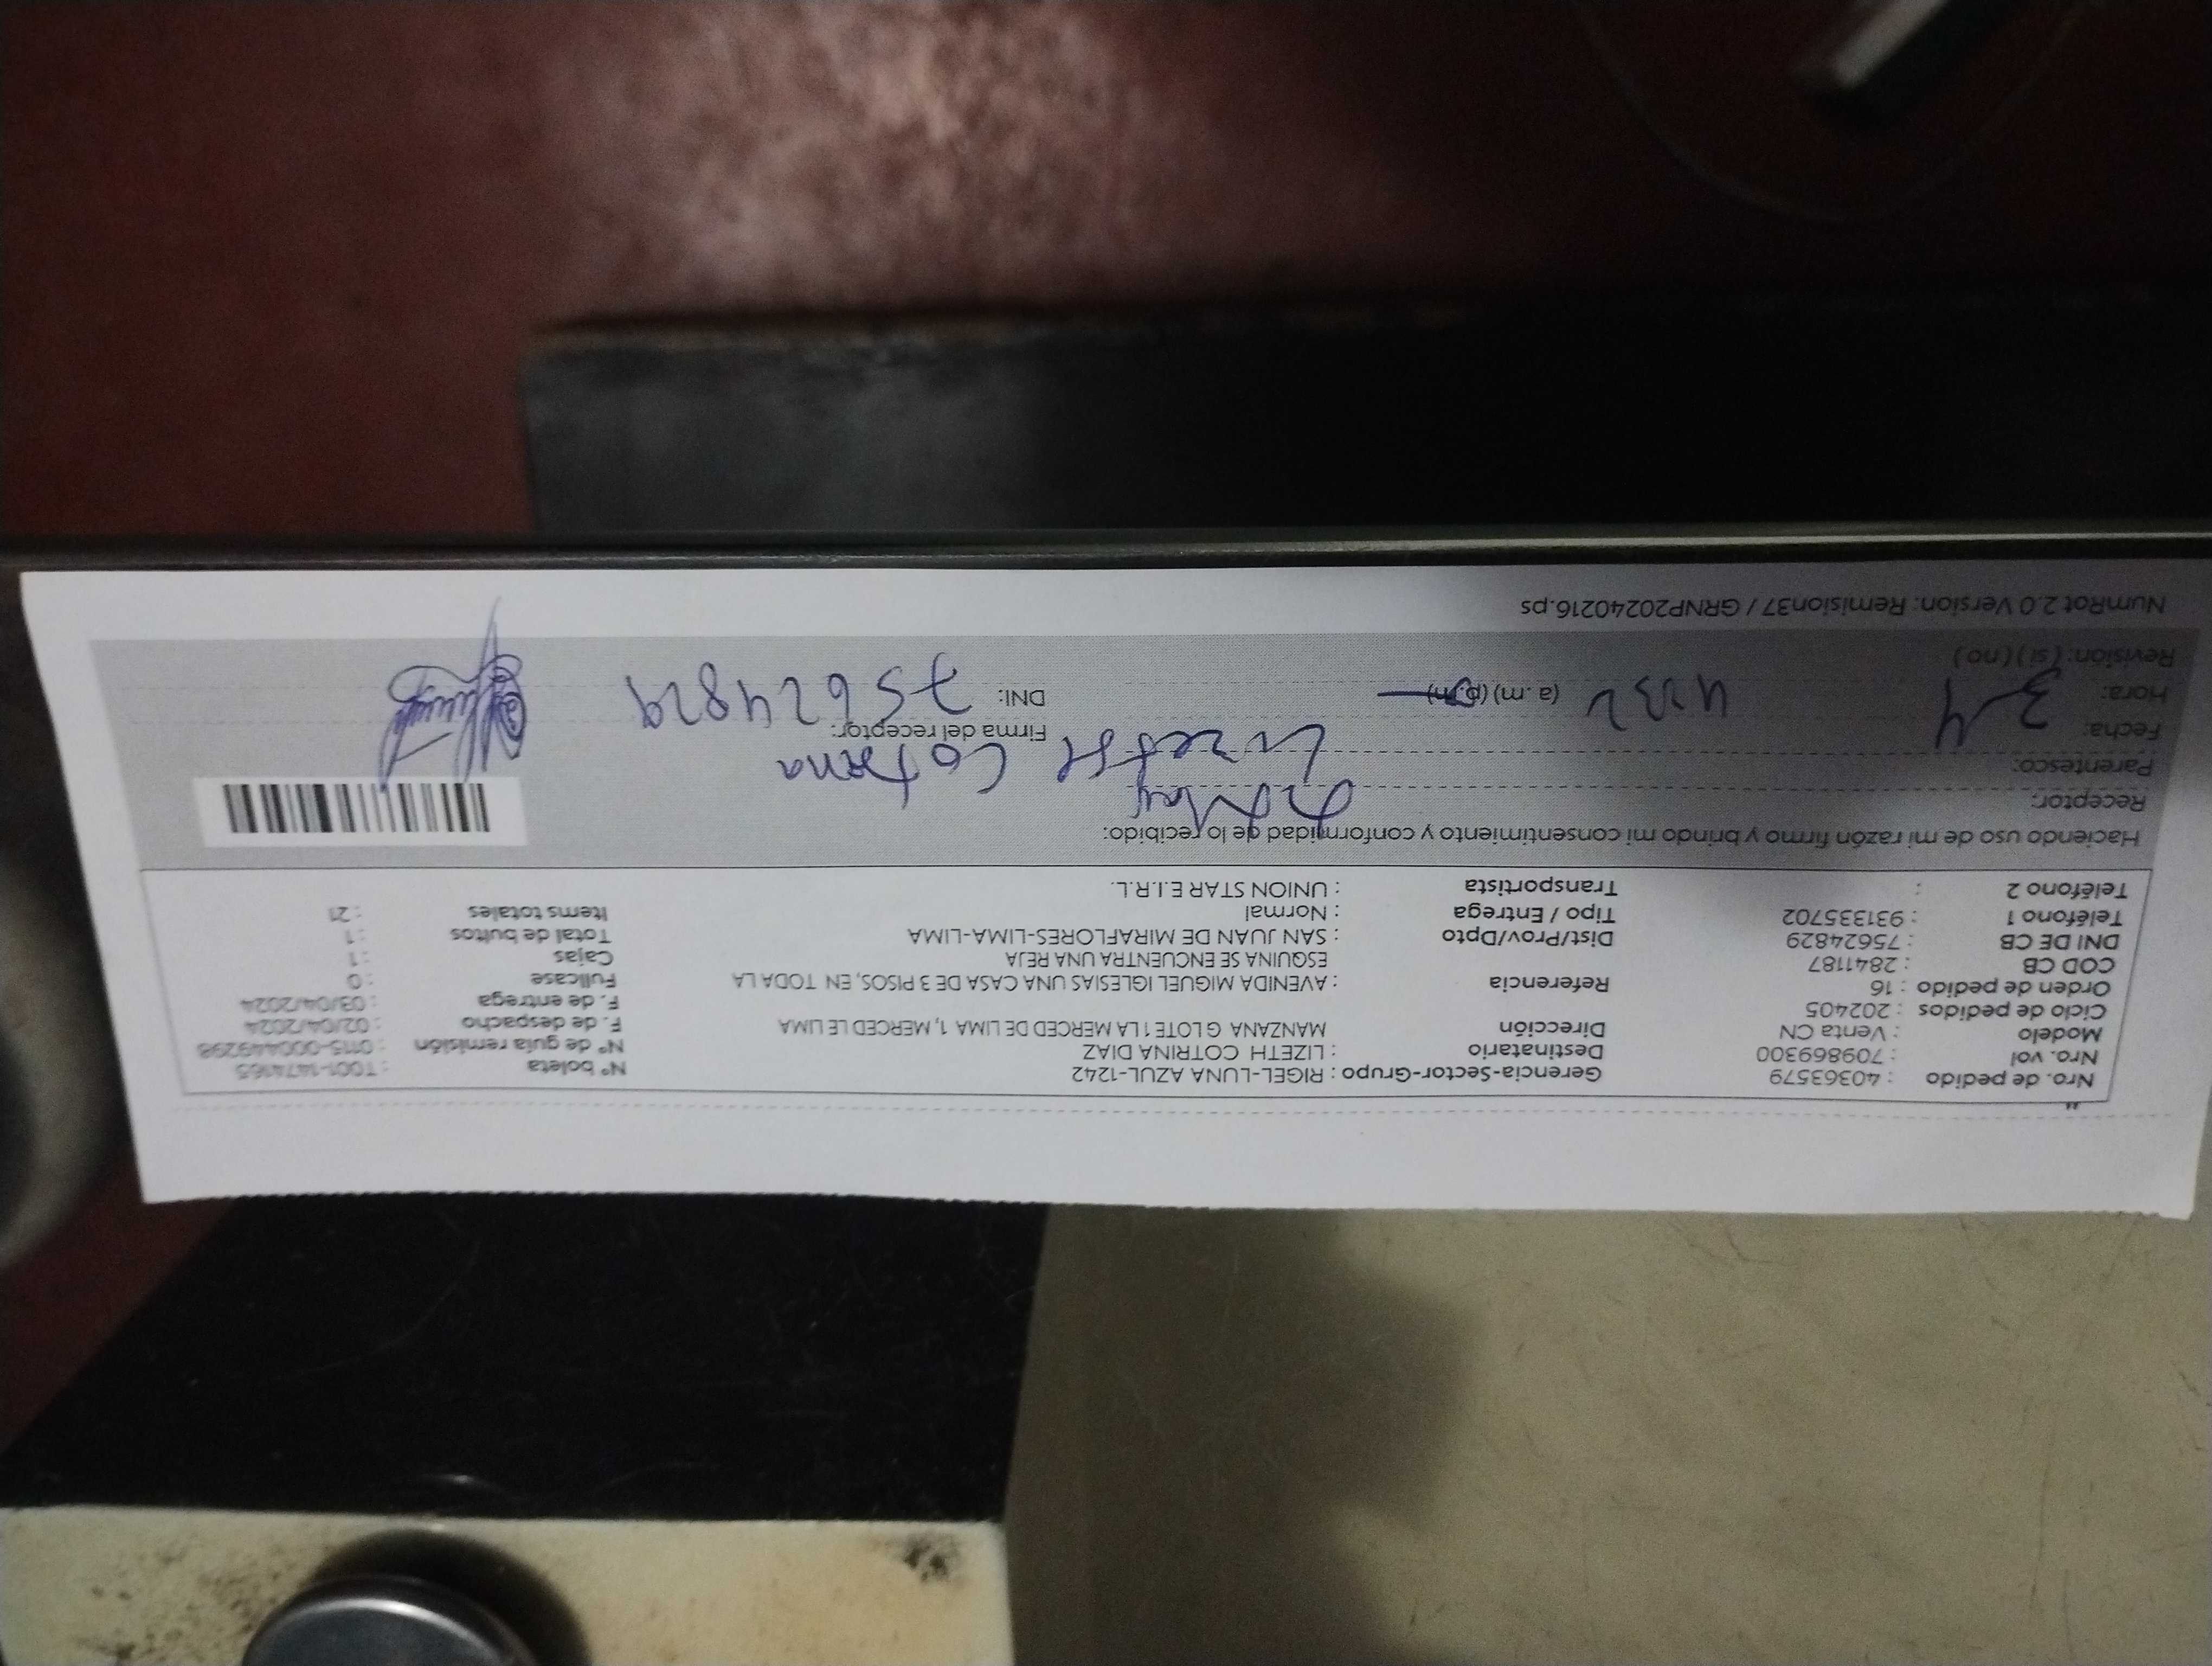 Nro. de pedido : 40363579 Gerencia-Sector-Grupo : RIGEL-LUNA AZUL-1242 N° boleta : T001-1474165
Nro. vol : 709869300 Destinatario : LIZETH COTRINA DIAZ N° de guía remisión : 0115-000449298
Modelo : Venta CN Dirección MANZANA G LOTE 1 LA MERCED DE LIMA 1, MERCED LE LIMA F. de despacho : 02/04/2024
Ciclo de pedidos : 202405 F. de entrega : 03/04/2024
Orden de pedido : 16 Referencia : AVENIDA MIGUEL IGLESIAS UNA CASA DE 3 PISOS, EN TODA LA Fullcase : 0
COD CB : 2841187 ESQUINA SE ENCUENTRA UNA REJA Cajas : 1
DNI DE CB : 75624829 Dist/Prov/Dpto : SAN JUAN DE MIRAFLORES-LIMA-LIMA Total de bultos : 1
Teléfono 1 : 931335702 Tipo / Entrega : Normal Items totales : 21
Teléfono 2 : Transportista : UNION STAR E.I.R.L.
Haciendo uso de mi razón firmo y brindo mi consentimiento y conformidad de lo recibido:
Receptor:
Parentesco:
Fecha: 3 4 Firma del receptor:
Hora: (a. m) (p. m) DNI: 75624829
Revisión: (si) (no)
NumRot 2.0 Version: Remision37 / GRNP20240216.ps